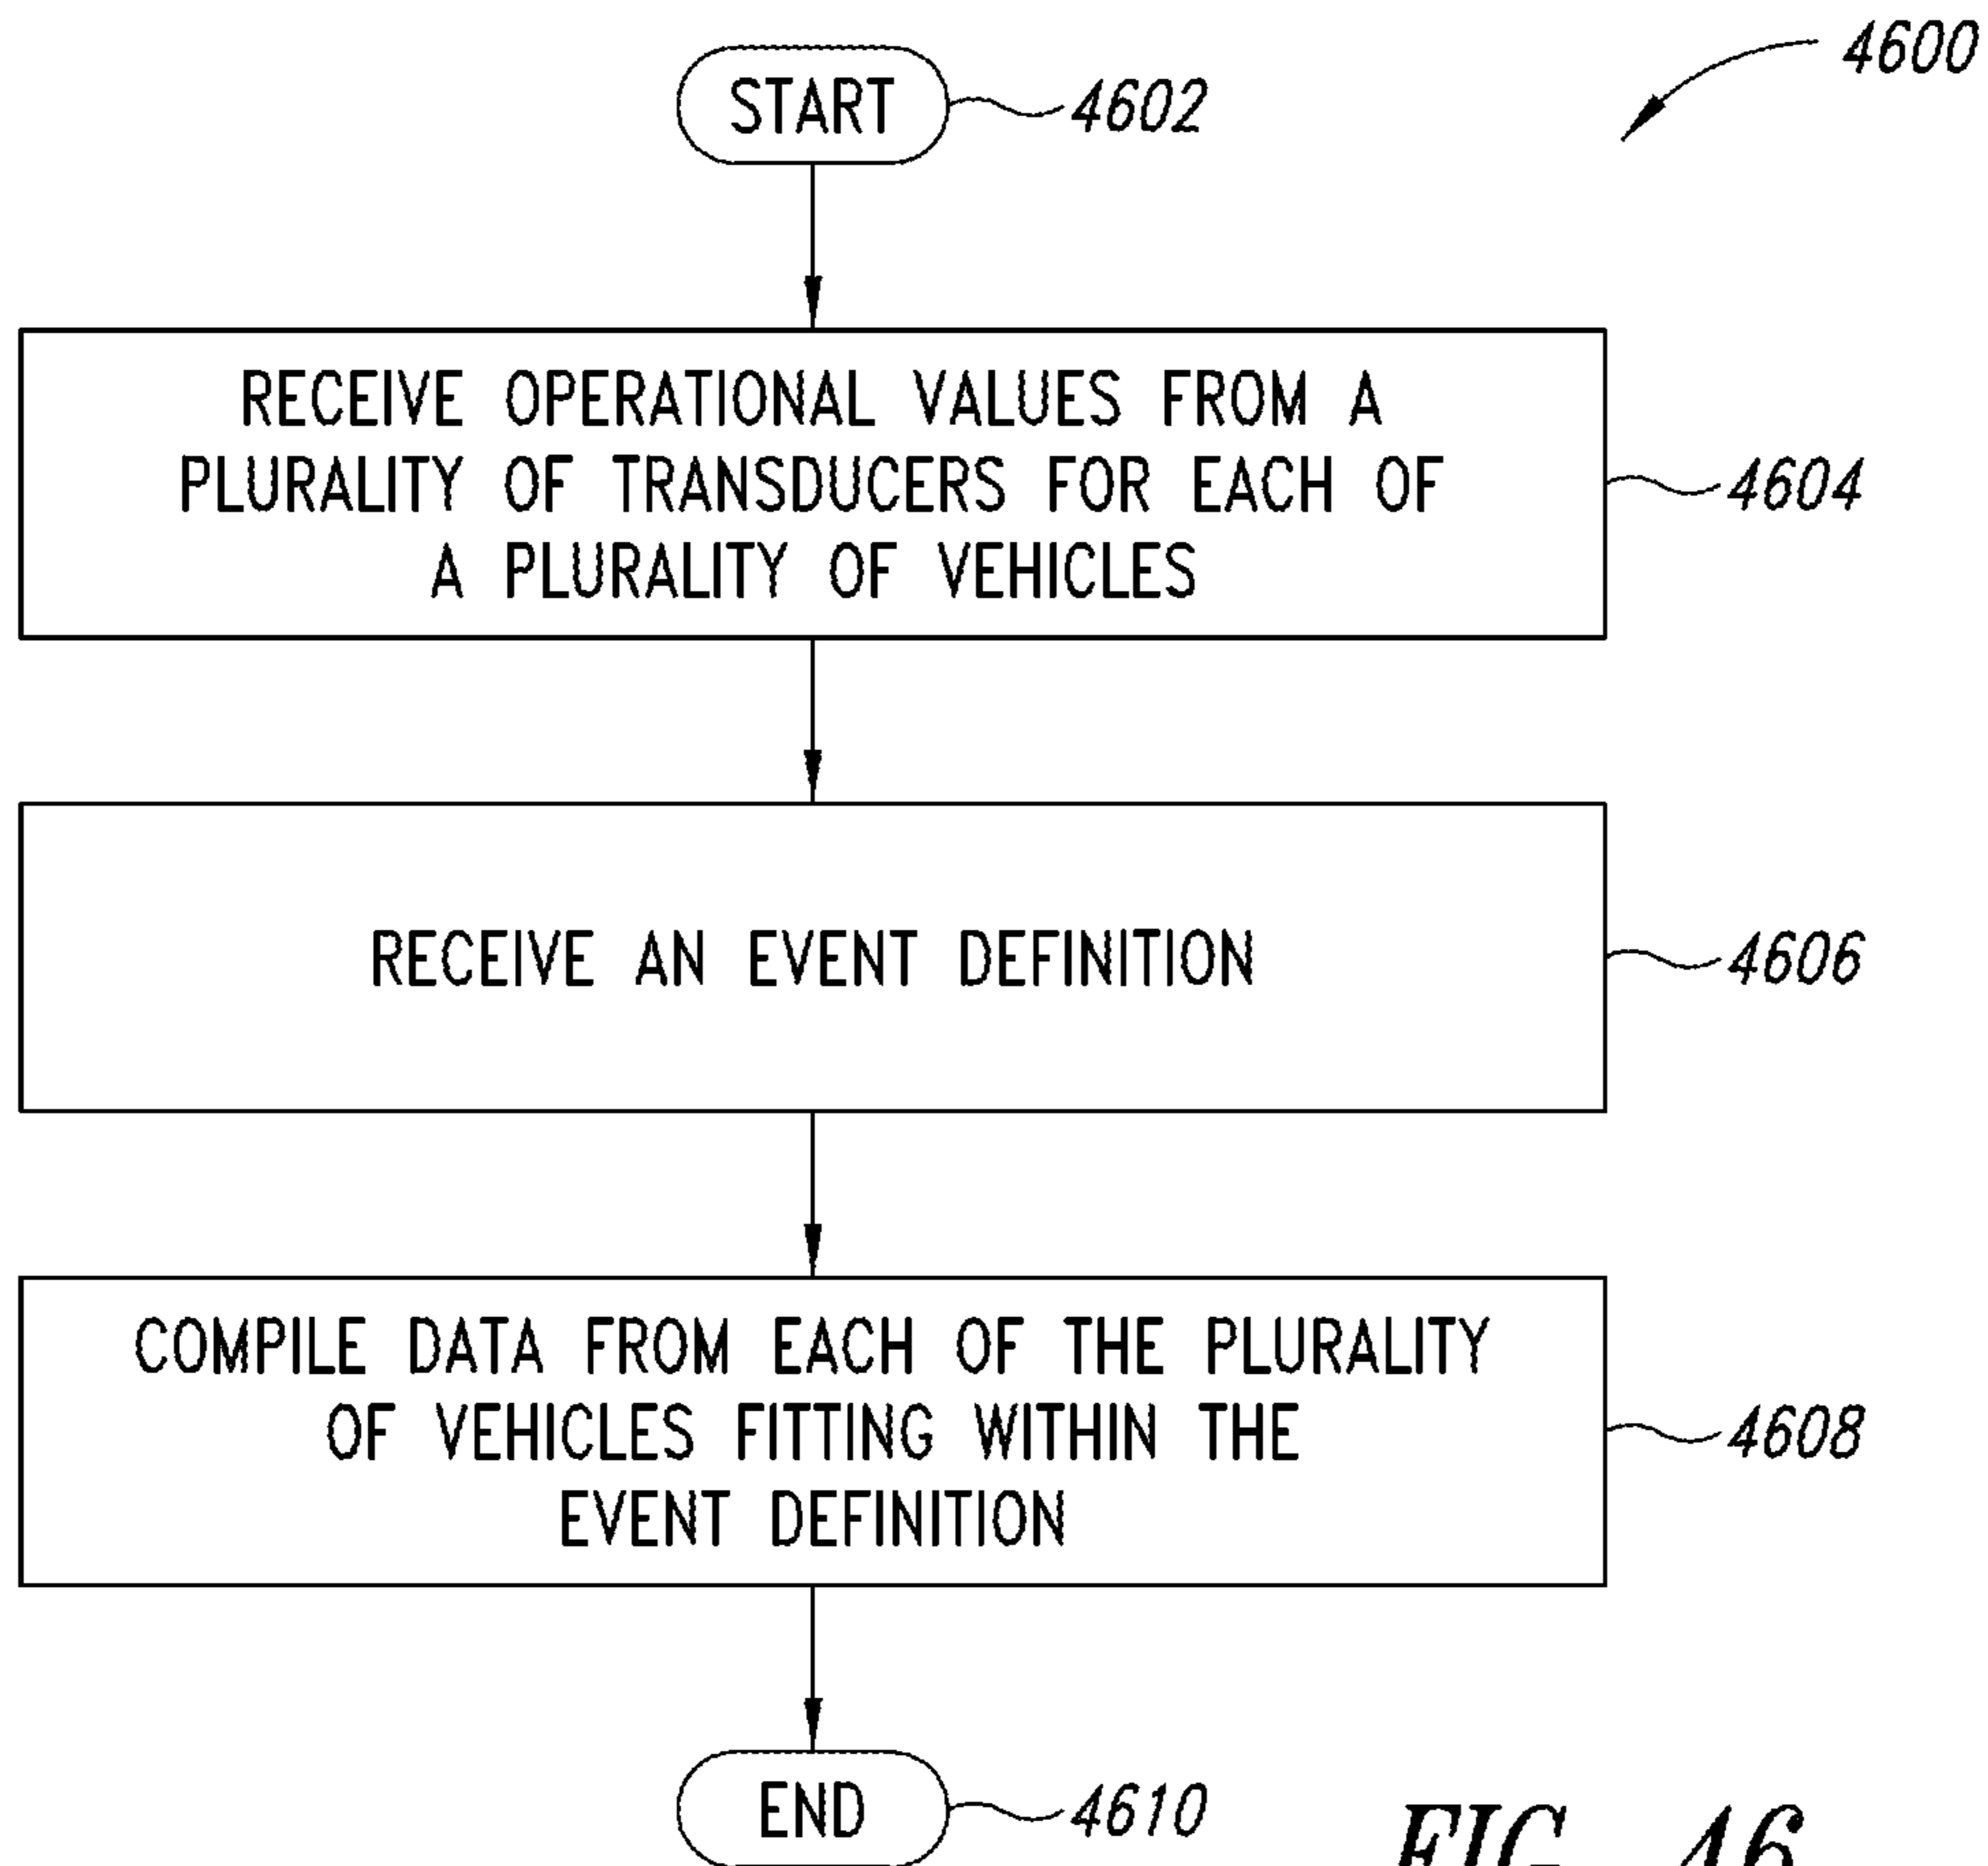 4600
START
4602
RECEIVE OPERATIONAL VALUES FROM A
PLURALITY OF TRANSDUCERS FOR EACH OF
A PLURALITY OF VEHICLES
4604
RECEIVE AN EVENT DEFINITION
4606
COMPILE DATA FROM EACH OF THE PLURALITY
OF VEHICLES FITTING WITHIN THE
EVENT DEFINITION
4608
END
4610
FIG. 46